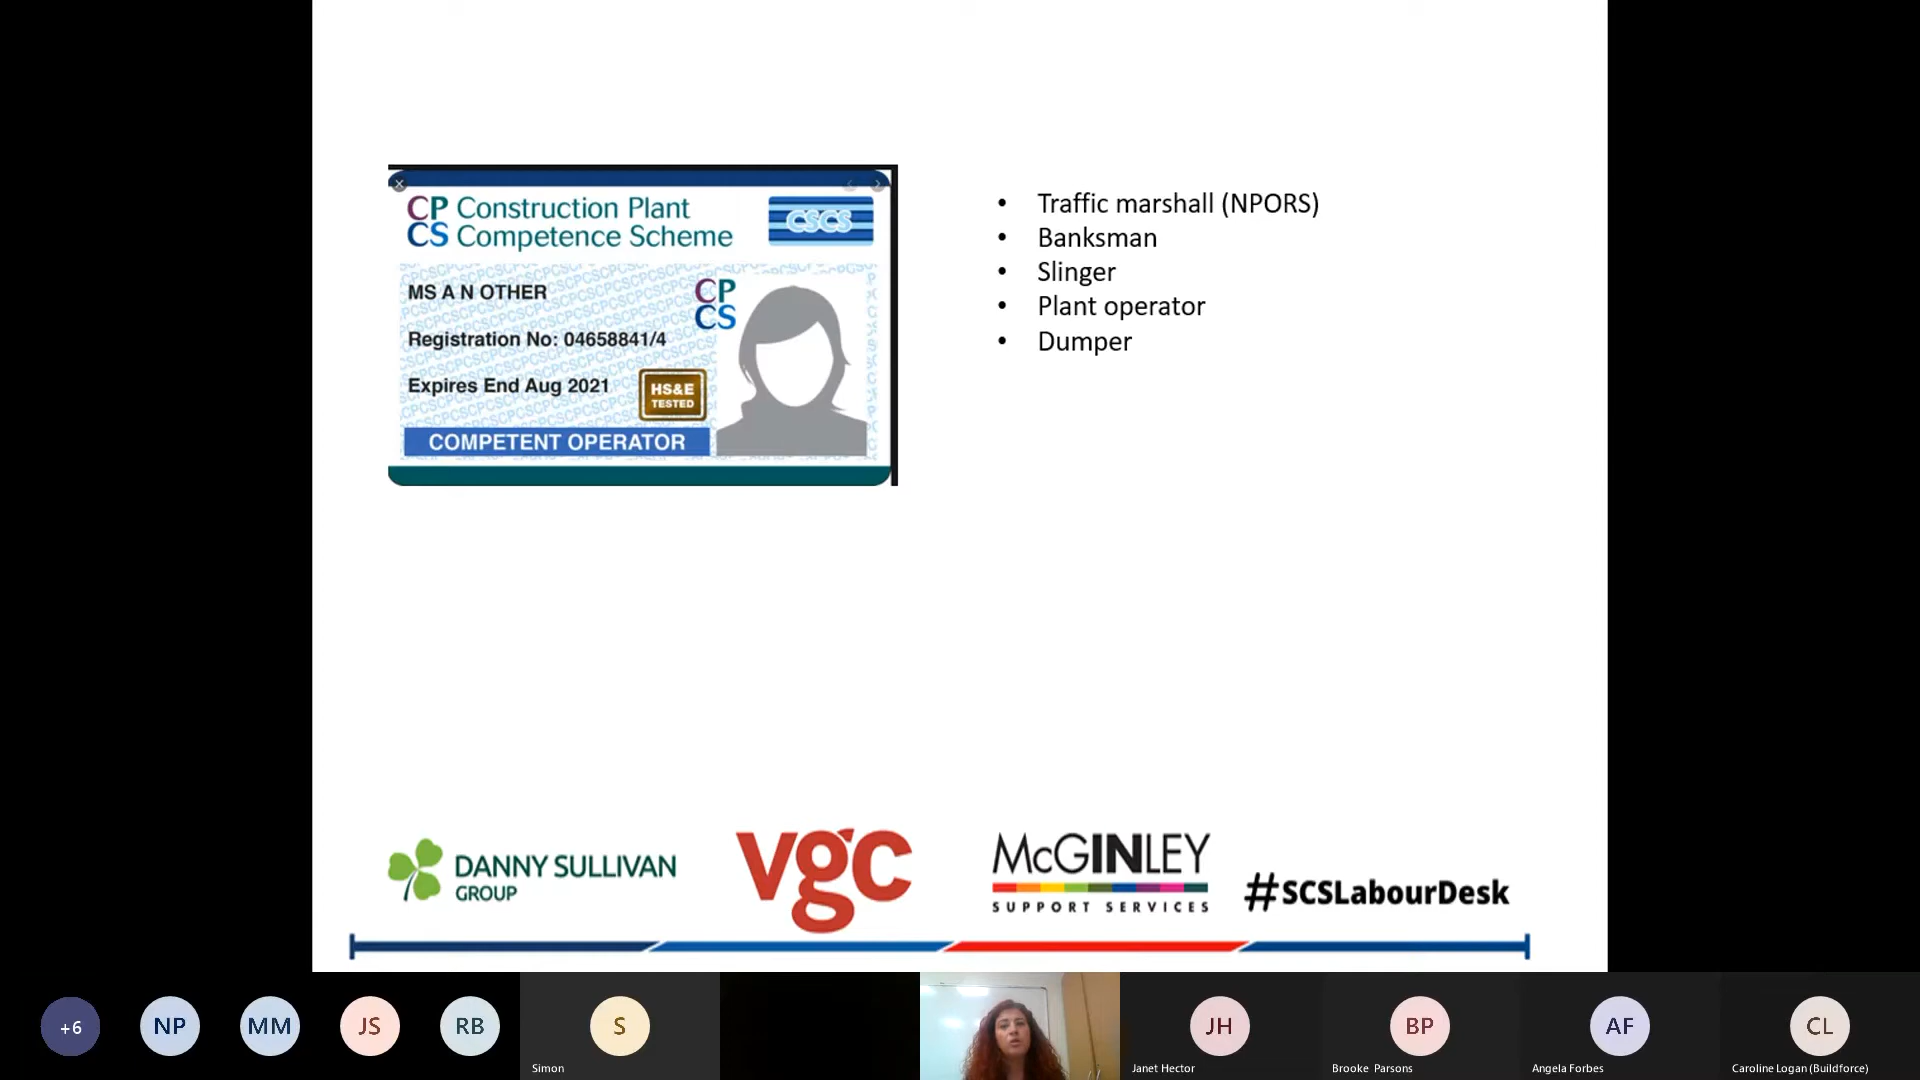 CP Construction Plant
CS Competence Scheme
CSCS
MS A N OTHER
CP
CS
Registration No: 04658841/4
Expires End Aug 2021
HS&E
TESTED
COMPETENT OPERATOR
• Traffic marshall (NPORS)
• Banksman
• Slinger
• Plant operator
• Dumper
DANNY SULLIVAN
GROUP
vgc
McGINLEY
SUPPORT SERVICES
#SCSLabourDesk
+6
NP
MM
JS
RB
S
Simon
JH
Janet Hector
BP
Brooke Parsons
AF
Angela Forbes
CL
Caroline Logan (Buildforce)